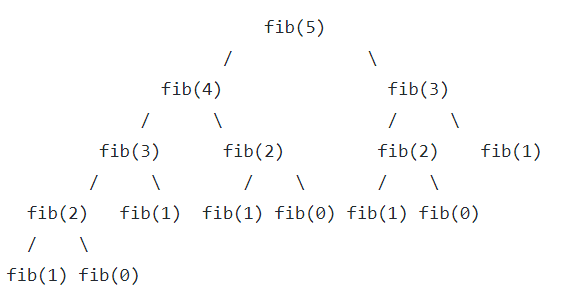 fib(5)
/ \
fib(4) fib(3)
/ \ / \
fib(3) fib(2) fib(2) fib(1)
/ \ / \ / \
fib(2) fib(1) fib(1) fib(0) fib(1) fib(0)
/ \
fib(1) fib(0)